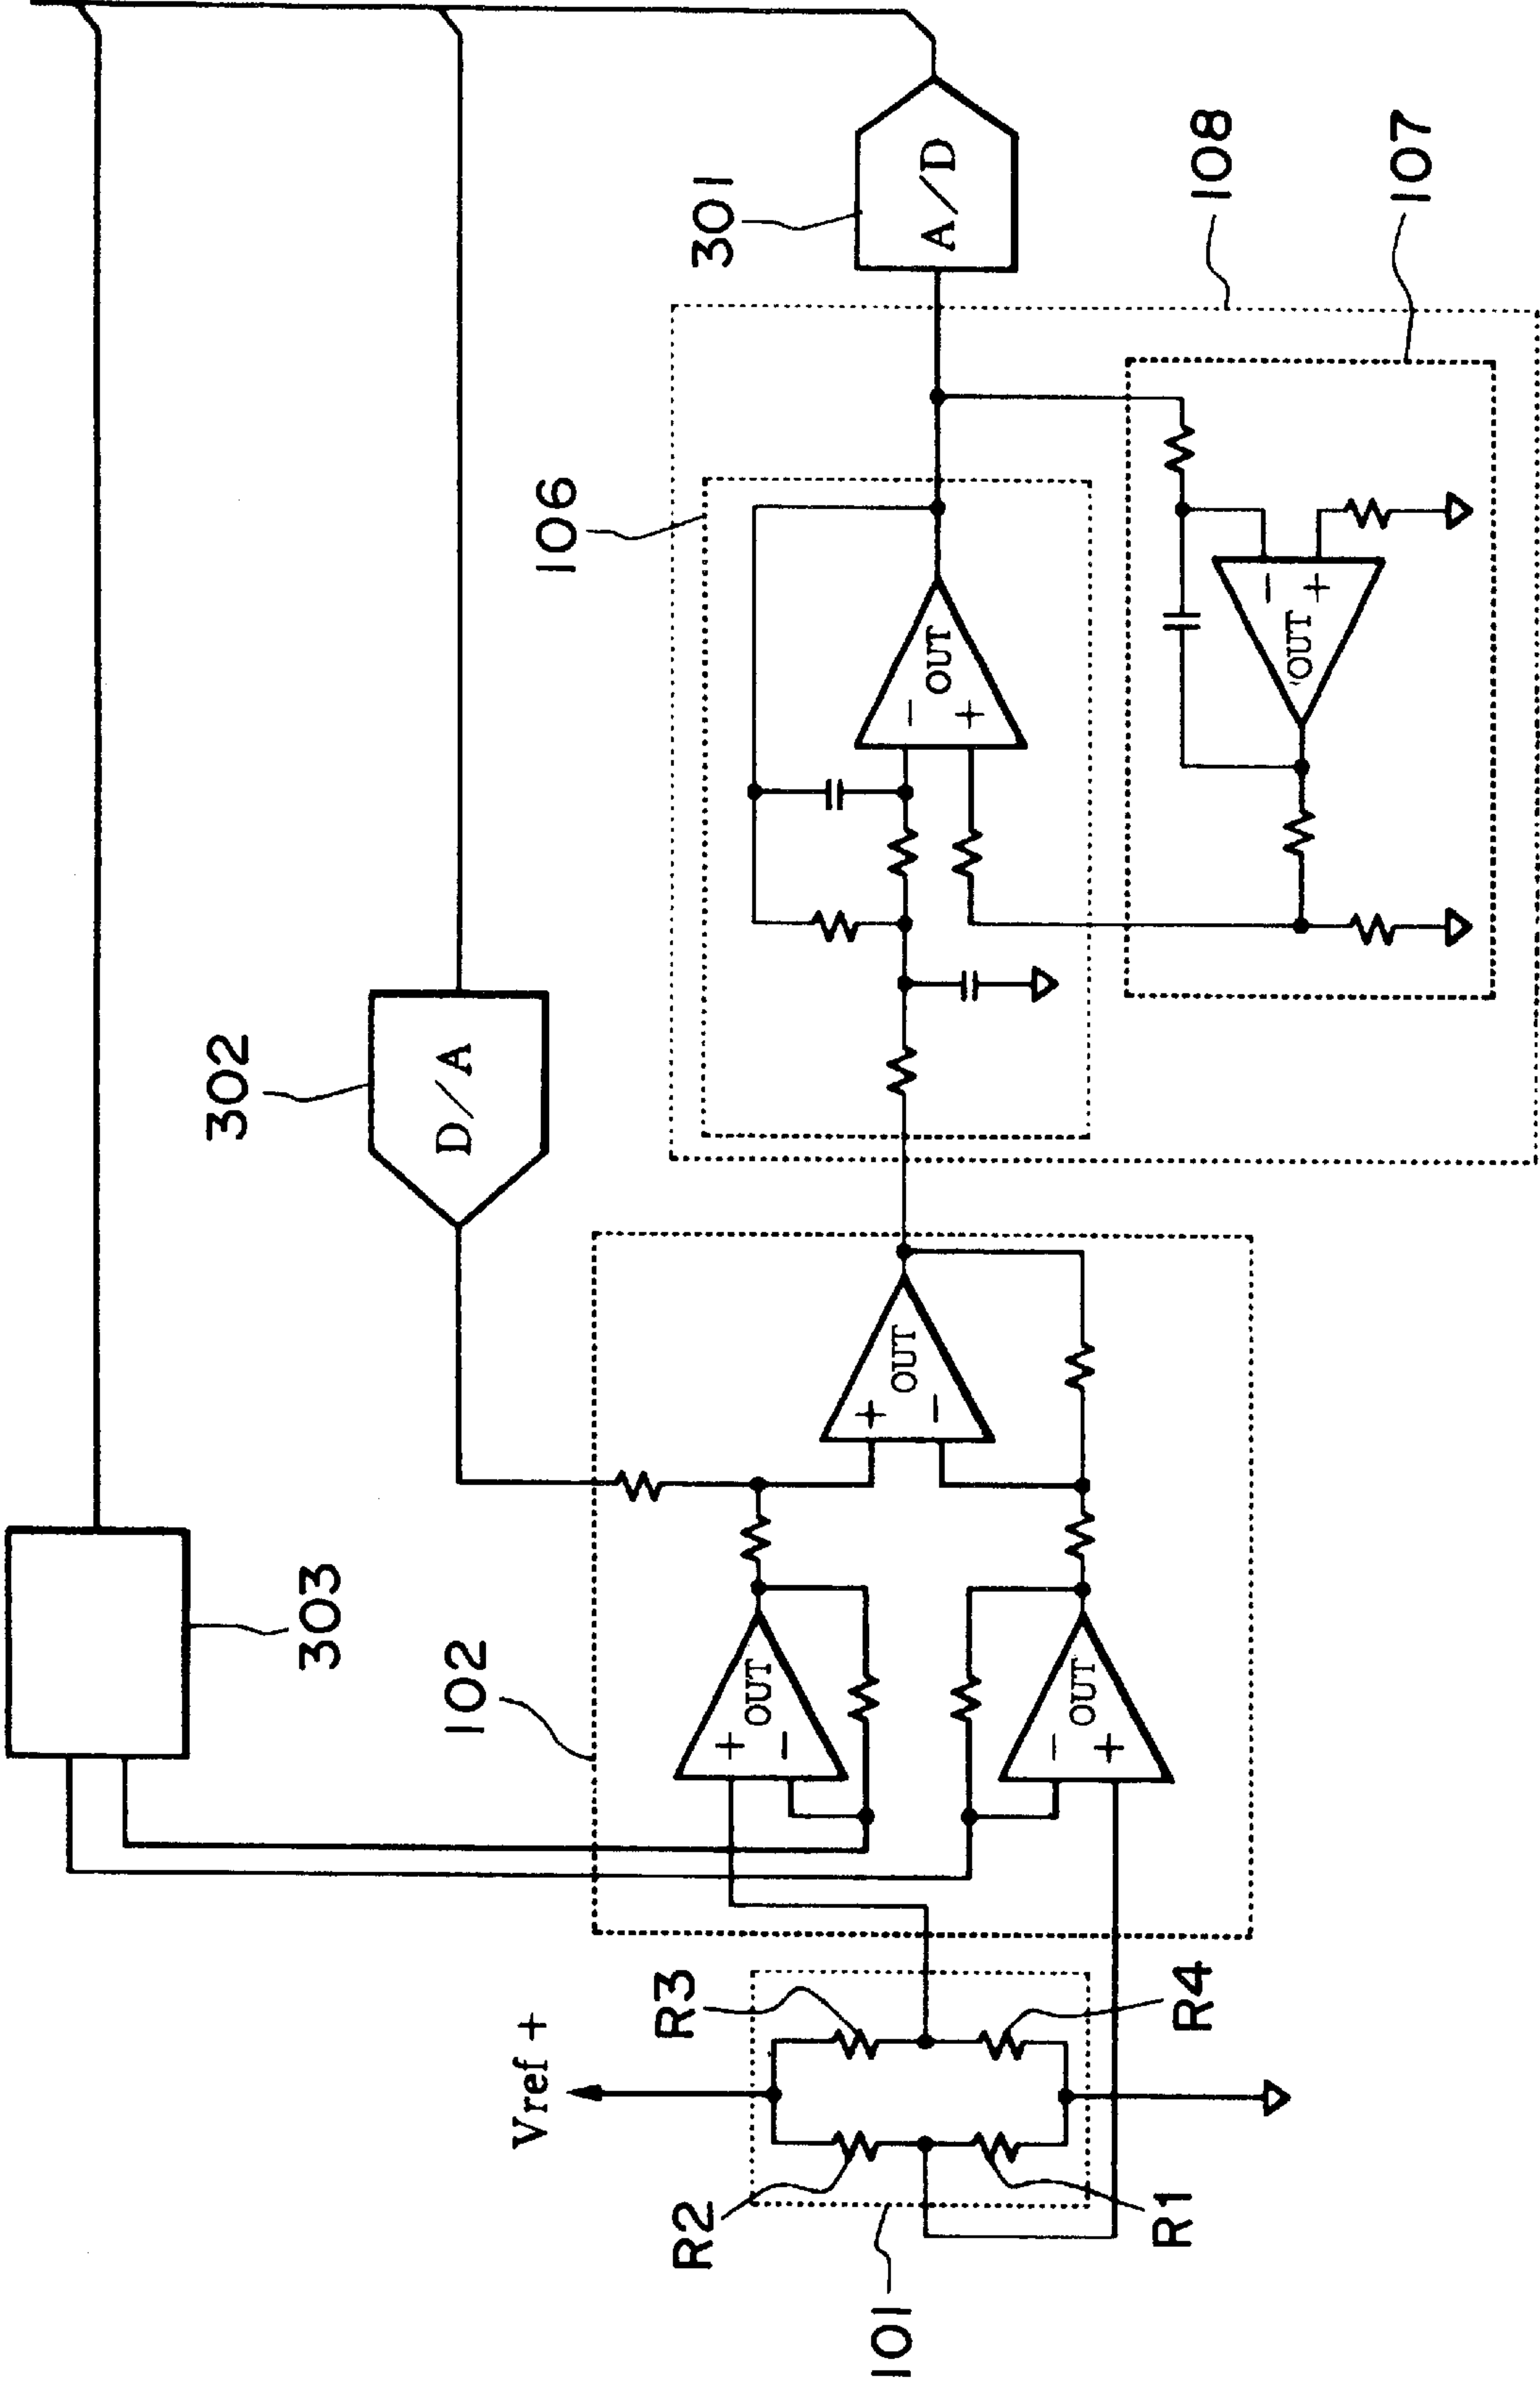 303
302
Vref +
102
106
301
R3
R2
101
R4
R1
108
107
D/A
A/D
+
−
OUT
−
+
OUT
+
−
OUT
−
+
OUT
−
+
OUT